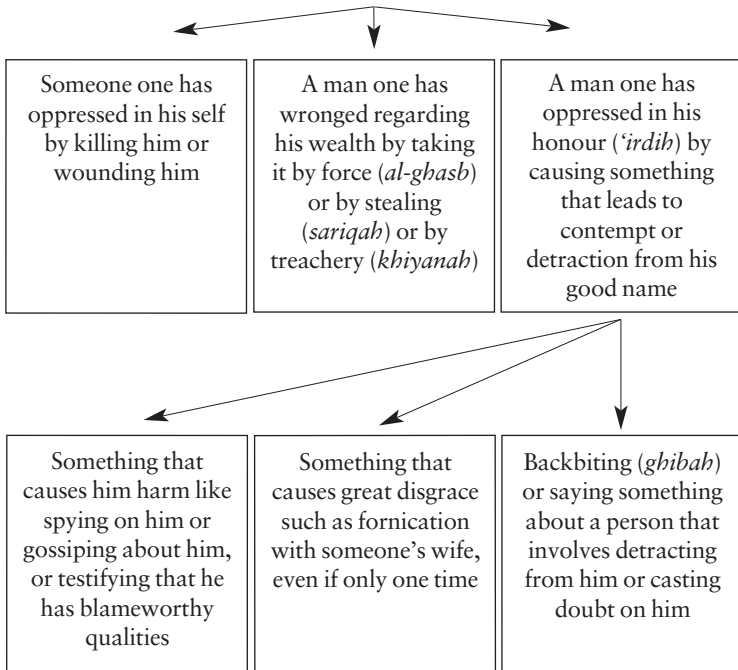 Someone one has
oppressed in his self
by killing him or
wounding him
A man one has
wronged regarding
his wealth by taking
it by force (al-ghasb)
or by stealing
(sariqah) or by
treachery (khiyanah)
A man one has
oppressed in his
honour (‘irdih) by
causing something
that leads to
contempt or
detraction from his
good name
Something that
causes him harm like
spying on him or
gossiping about him,
or testifying that he
has blameworthy
qualities
Something that
causes great disgrace
such as fornication
with someone’s wife,
even if only one time
Backbiting (ghibah)
or saying something
about a person that
involves detracting
from him or casting
doubt on him